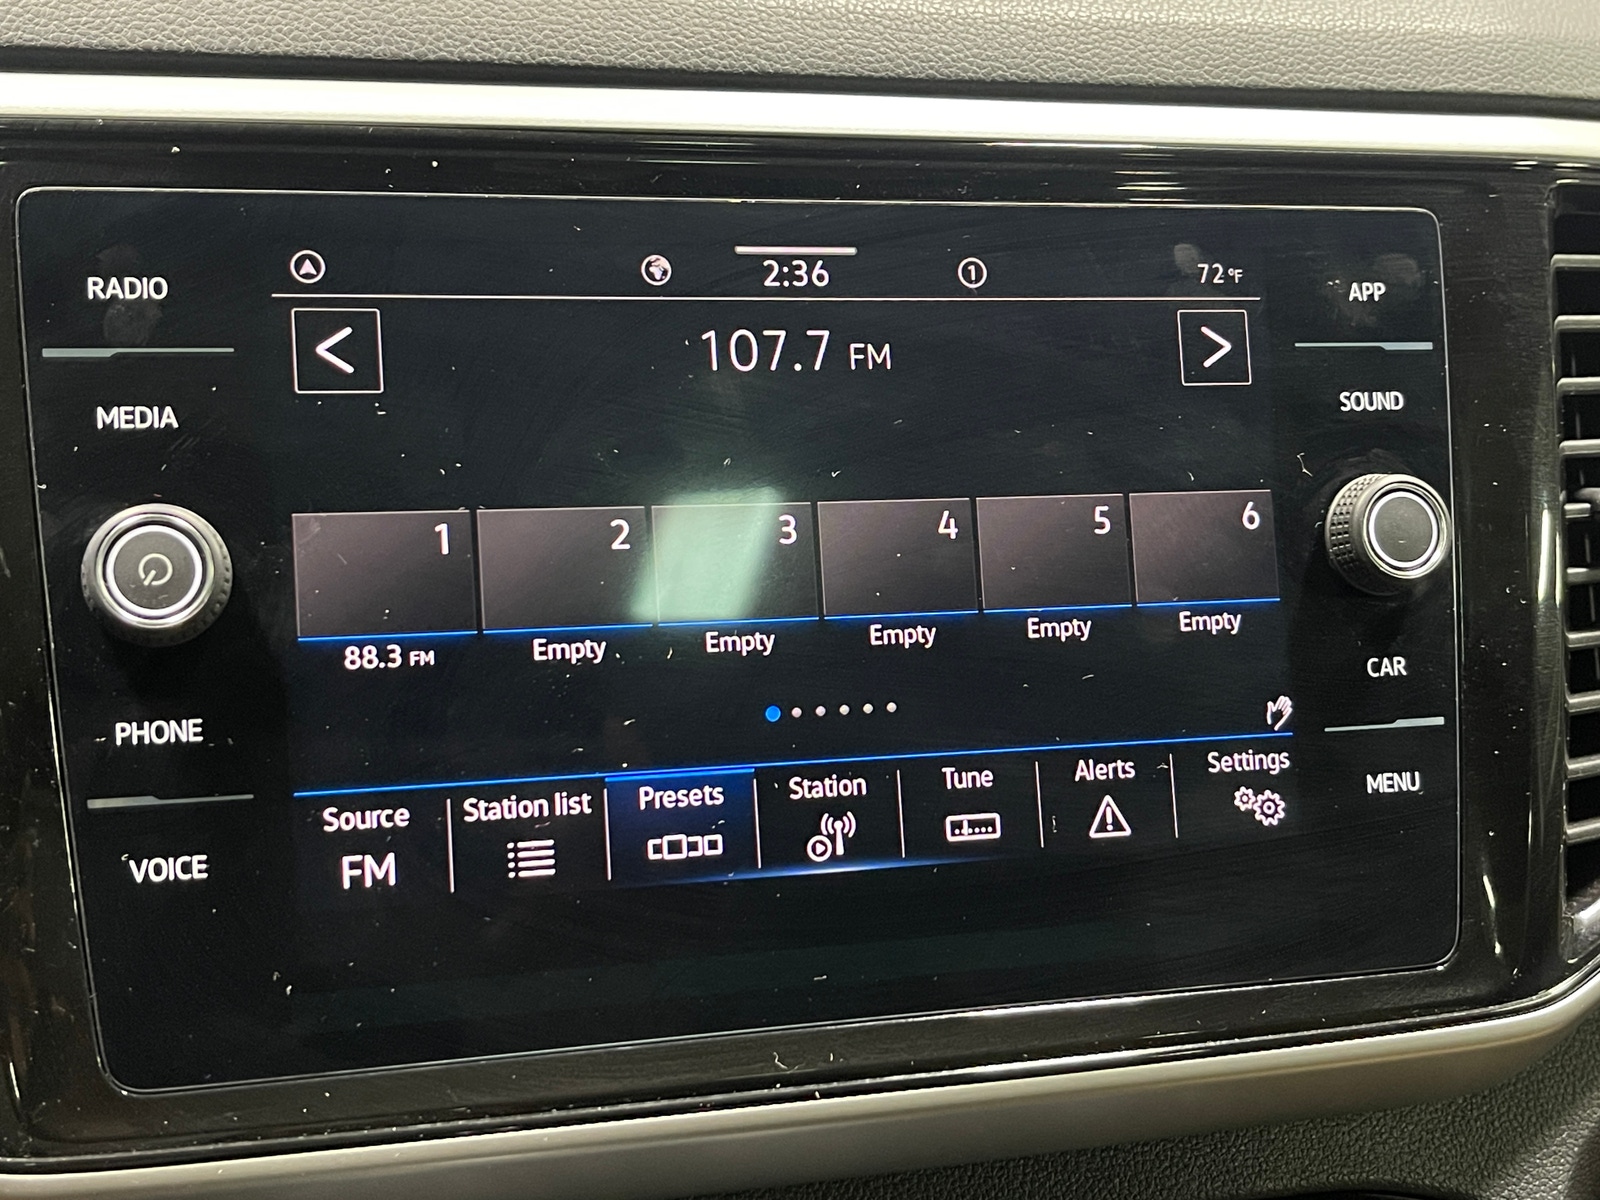 RADIO
MEDIA
PHONE
VOICE
2:36
1
72°F
<
107.7 FM
>
1
2
3
4
5
6
88.3 FM
Empty
Empty
Empty
Empty
Empty
Source
FM
Station list
Presets
Station
Tune
Alerts
Settings
APP
SOUND
CAR
MENU